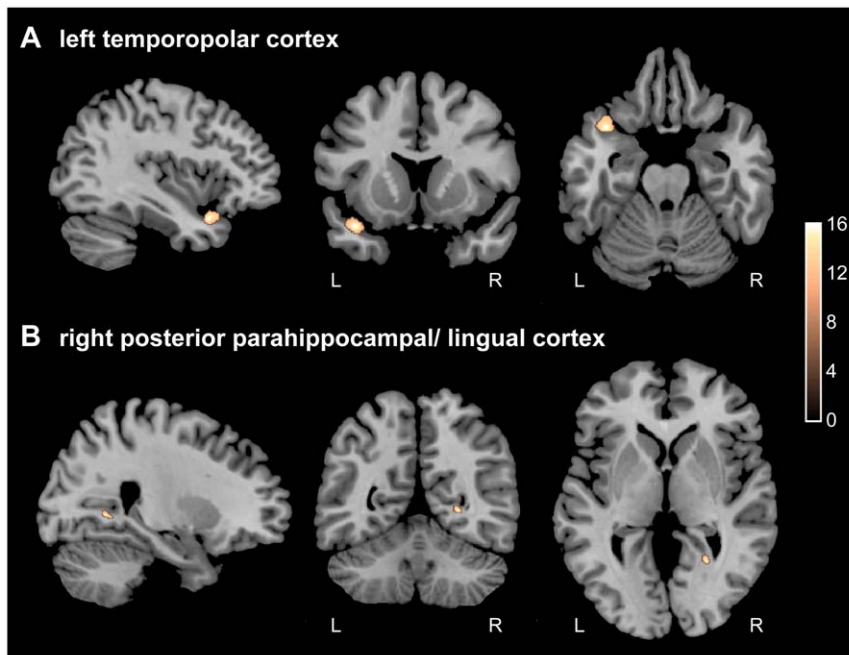 A left temporopolar cortex
L R R
16
12
8
4
0
B right posterior parahippocampal/ lingual cortex
L R L R